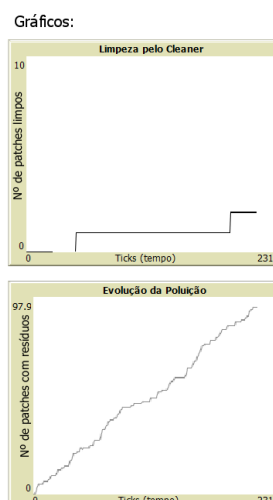 Gráficos:
Limpeza pelo Cleaner
10
Nº de patches limpos
0
0
Ticks (tempo)
231
Evolução da Poluição
97.9
Nº de patches com resíduos
0
0
Ticks (tempo)
231